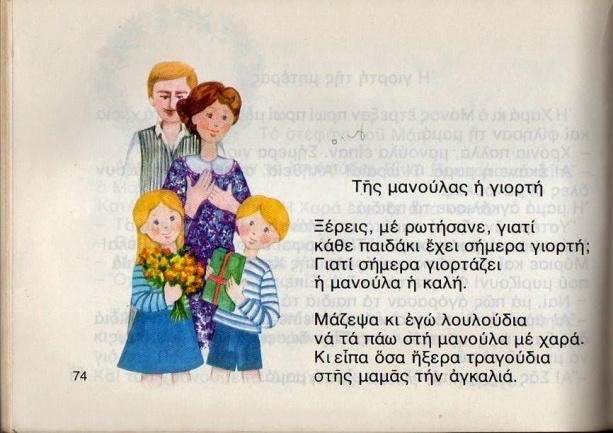 Τῆς μανούλας ἡ γιορτή
Ξέρεις, μέ ρωτήσανε, γιατί
κάθε παιδάκι ἔχει σήμερα γιορτή;
Γιατί σήμερα γιορτάζει
ἡ μανούλα ἡ καλή.
Μάζεψα κι ἐγώ λουλούδια
νά τά πάω στή μανούλα μέ χαρά.
Κι εἶπα ὅσα ἤξερα τραγούδια
στῆς μαμᾶς τήν ἀγκαλιά.
74